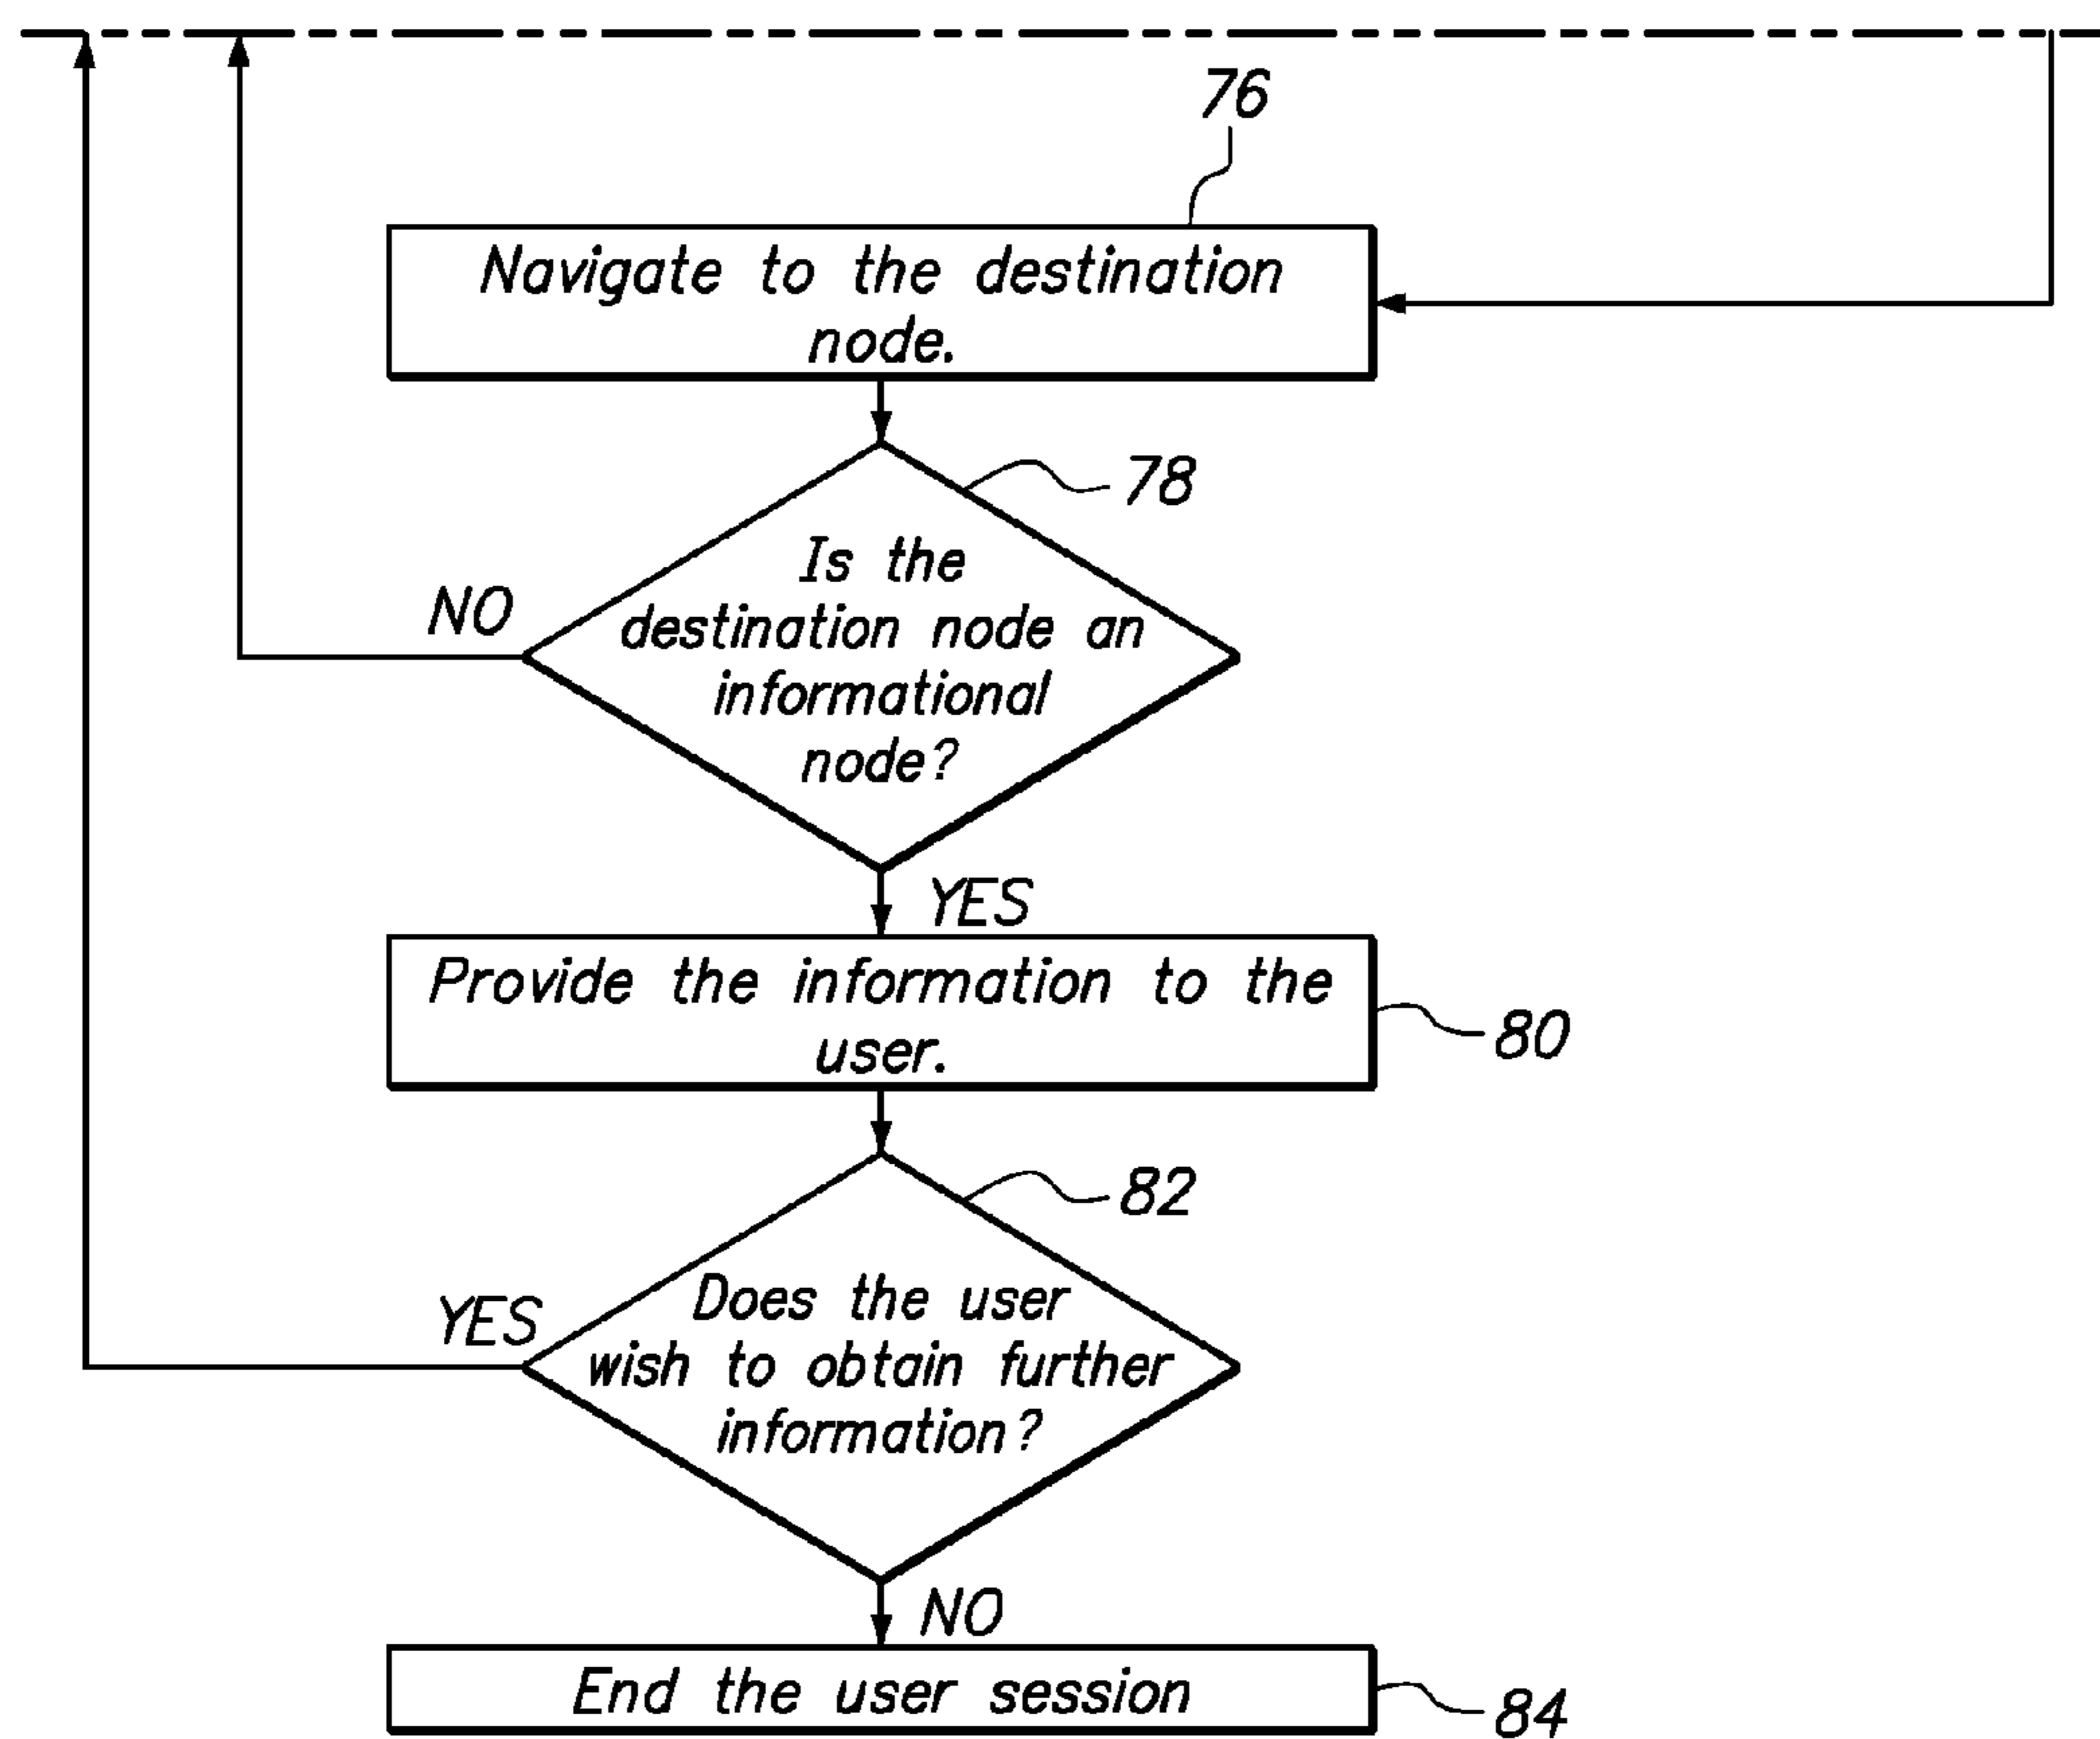 76
Navigate to the destination
node.
78
Is the
destination node an
informational
node?
NO
YES
Provide the information to the
user.
80
82
Does the user
wish to obtain further
information?
YES
NO
End the user session
84